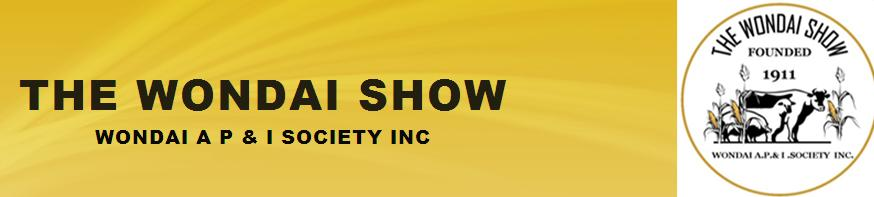 THE WONDAI SHOW
WONDAI A P & I SOCIETY INC
THE WONDAI SHOW
FOUNDED
1911
WONDAI A.P.& I .SOCIETY INC.